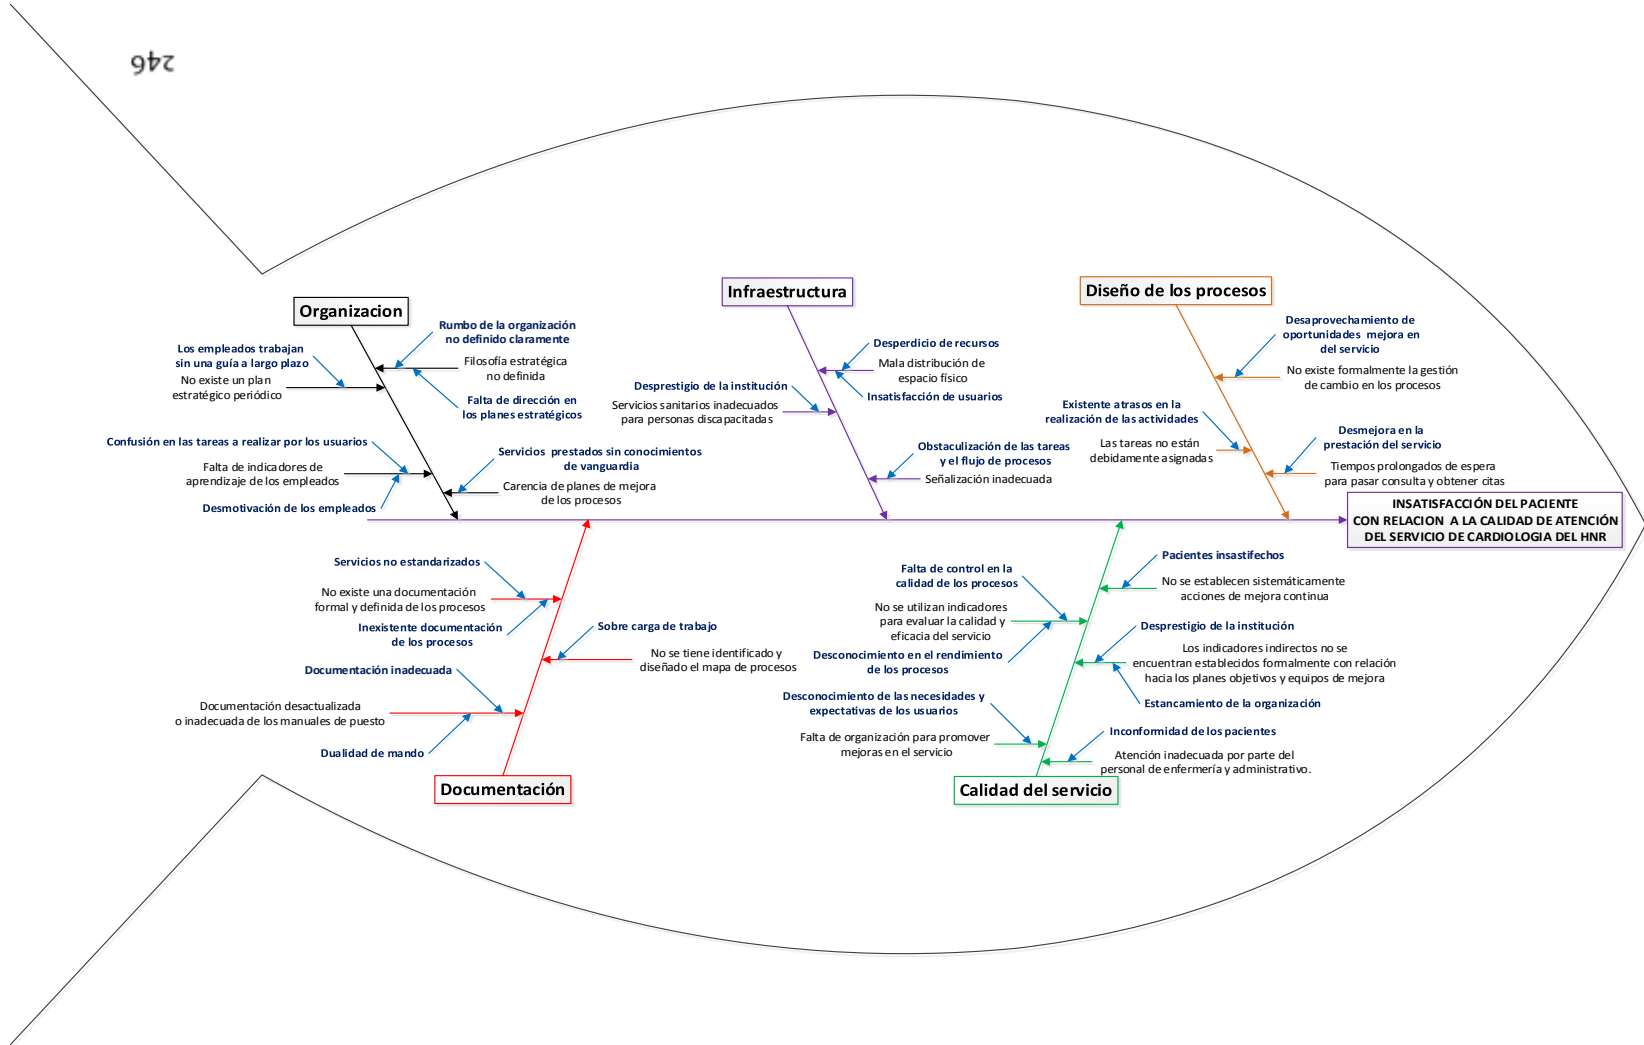 246
Organizacion
Rumbo de la organización
no definido claramente
Los empleados trabajan
sin una guía a largo plazo
Filosofía estratégica
no definida
No existe un plan
estratégico periódico
Falta de dirección en
los planes estratégicos
Confusión en las tareas a realizar por los usuarios
Falta de indicadores de
aprendizaje de los empleados
Servicios  prestados sin conocimientos
de vanguardia
Carencia de planes de mejora
de los procesos
Desmotivación de los empleados
Infraestructura
Desperdicio de recursos
Mala distribución de
espacio físico
Desprestigio de la institución
Insatisfacción de usuarios
Servicios sanitarios inadecuados
para personas discapacitadas
Obstaculización de las tareas
y el flujo de procesos
Señalización inadecuada
Diseño de los procesos
Desaprovechamiento de
oportunidades  mejora en
del servicio
No existe formalmente la gestión
de cambio en los procesos
Existente atrasos en la
realización de las actividades
Las tareas no están
debidamente asignadas
Desmejora en la
prestación del servicio
Tiempos prolongados de espera
para pasar consulta y obtener citas
INSATISFACCIÓN DEL PACIENTE
CON RELACION  A LA CALIDAD DE ATENCIÓN
DEL SERVICIO DE CARDIOLOGIA DEL HNR
Servicios no estandarizados
No existe una documentación
formal y definida de los procesos
Inexistente documentación
de los procesos
Sobre carga de trabajo
No se tiene identificado y
diseñado el mapa de procesos
Documentación inadecuada
Documentación desactualizada
o inadecuada de los manuales de puesto
Dualidad de mando
Documentación
Pacientes insastifechos
No se establecen sistemáticamente
acciones de mejora continua
Falta de control en la
calidad de los procesos
No se utilizan indicadores
para evaluar la calidad y
eficacia del servicio
Desconocimiento en el rendimiento
de los procesos
Desprestigio de la institución
Los indicadores indirectos no se
encuentran establecidos formalmente con relación
hacia los planes objetivos y equipos de mejora
Estancamiento de la organización
Desconocimiento de las necesidades y
expectativas de los usuarios
Falta de organización para promover
mejoras en el servicio
Inconformidad de los pacientes
Atención inadecuada por parte del
personal de enfermería y administrativo.
Calidad del servicio